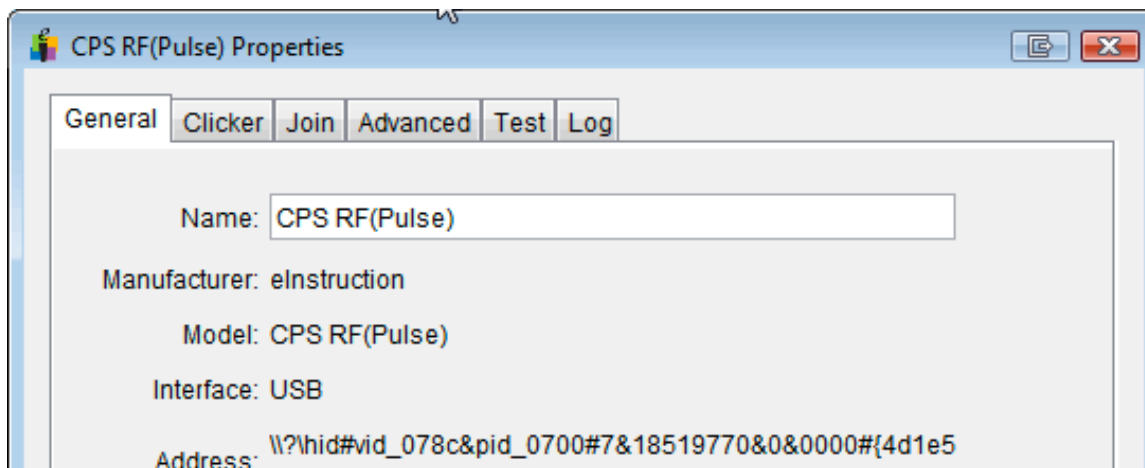 CPS RF(Pulse) Properties
General Clicker Join Advanced Test Log
Name: CPS RF(Pulse)
Manufacturer: eInstruction
Model: CPS RF(Pulse)
Interface: USB
Address: \\?\hid#vid_078c&pid_0700#7&18519770&0&0000#{4d1e5